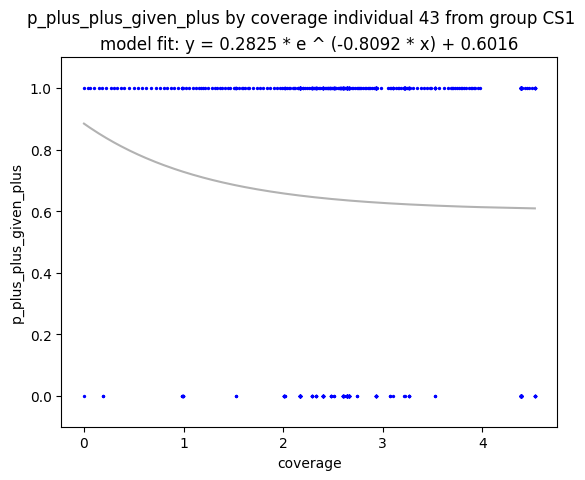 p_plus_plus_given_plus by coverage individual 43 from group CS1
model fit: y = 0.2825 * e ^ (-0.8092 * x) + 0.6016
1.0
0.8
0.6
0.4
0.2
0.0
p_plus_plus_given_plus
0 1 2 3 4
coverage